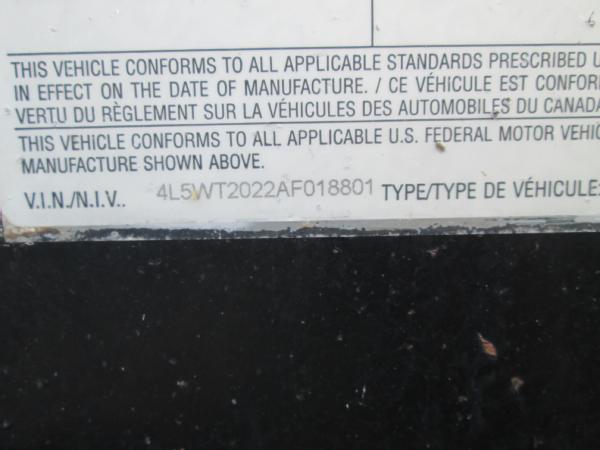 THIS VEHICLE CONFORMS TO ALL APPLICABLE STANDARDS PRESCRIBED U
IN EFFECT ON THE DATE OF MANUFACTURE. / CE VÉHICULE EST CONFOR
VERTU DU RÈGLEMENT SUR LA VÉHICULES DES AUTOMOBILES DU CANADA
THIS VEHICLE CONFORMS TO ALL APPLICABLE U.S. FEDERAL MOTOR VEHIC
MANUFACTURE SHOWN ABOVE.
V.I.N./N.I.V.. 4L5WT2022AF018801 TYPE/TYPE DE VÉHICULE: